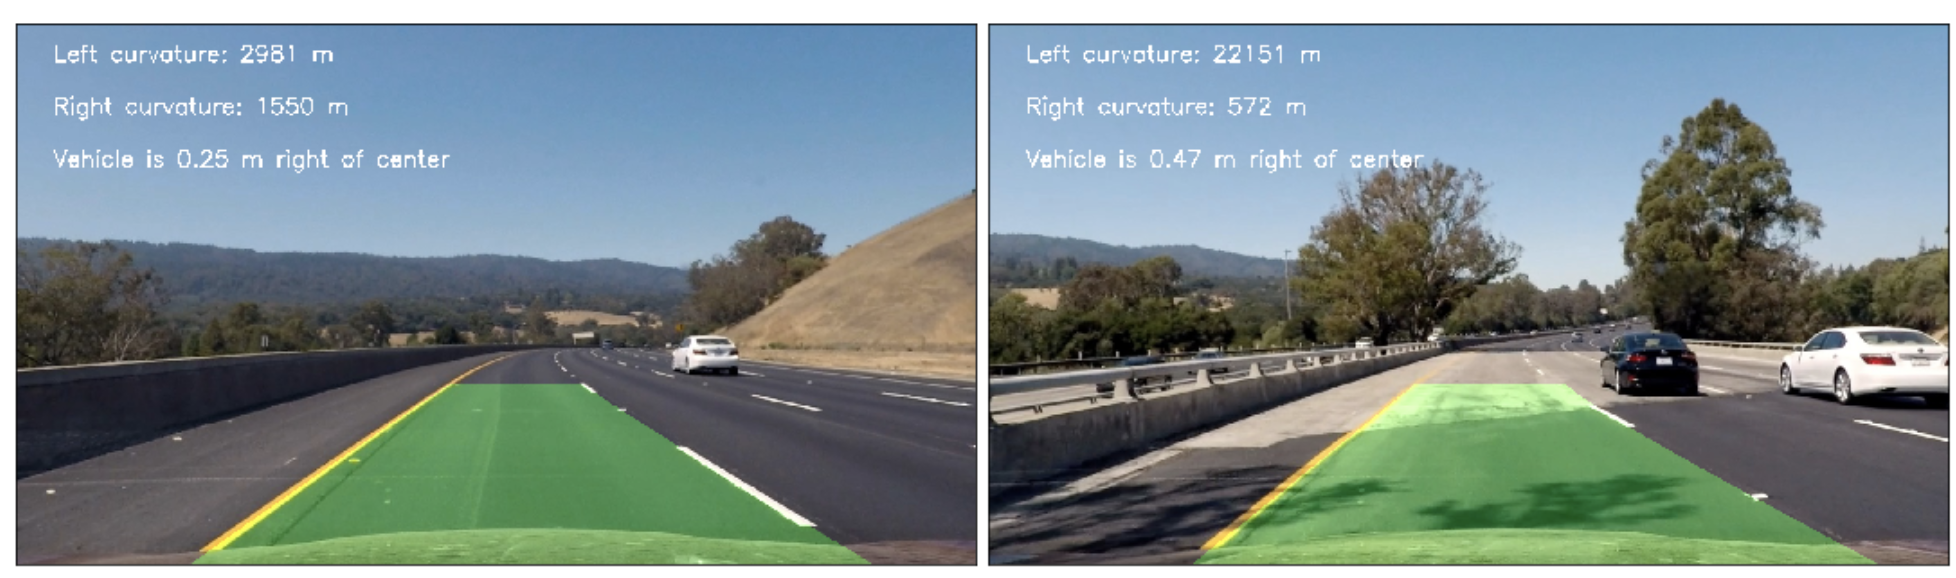 Left curvature: 2981 m
Right curvature: 1550 m
Vehicle is 0.25 m right of center
Left curvature: 22151 m
Right curvature: 572 m
Vehicle is 0.47 m right of center